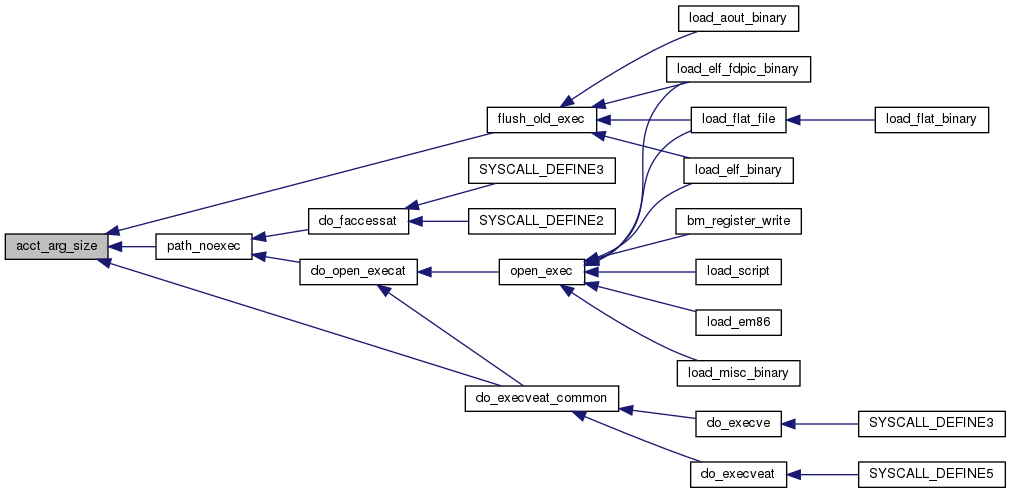 load_aout_binary
load_elf_fdpic_binary
flush_old_exec
load_flat_file
load_flat_binary
SYSCALL_DEFINE3
load_elf_binary
do_faccessat
SYSCALL_DEFINE2
bm_register_write
acct_arg_size
path_noexec
do_open_execat
open_exec
load_script
load_em86
load_misc_binary
do_execveat_common
do_execve
SYSCALL_DEFINE3
do_execveat
SYSCALL_DEFINE5